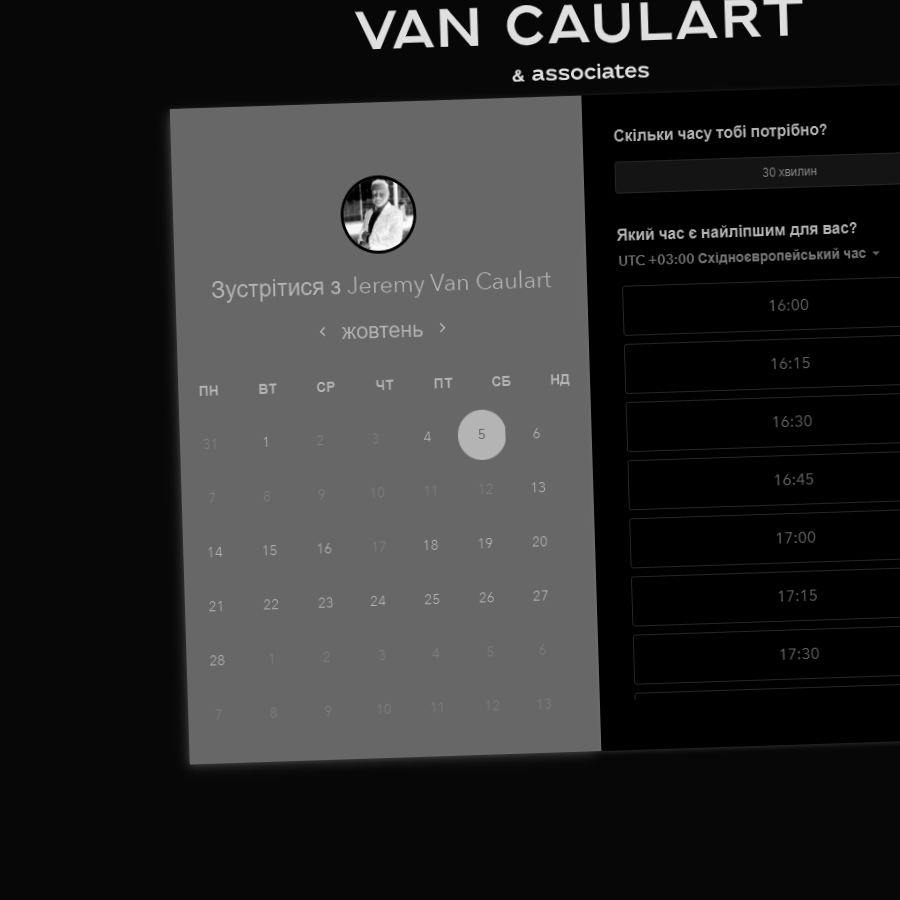 VAN CAULART
& associates
Зустрітися з Jeremy Van Caulart
‹ жовтень ›
ПН ВТ СР ЧТ ПТ СБ НД
31 1 2 3 4 5 6
7 8 9 10 11 12 13
14 15 16 17 18 19 20
21 22 23 24 25 26 27
28 1 2 3 4 5 6
7 8 9 10 11 12 13
Скільки часу тобі потрібно?
30 хвилин
Який час є найліпшим для вас?
UTC +03:00 Східноєвропейський час
16:00
16:15
16:30
16:45
17:00
17:15
17:30